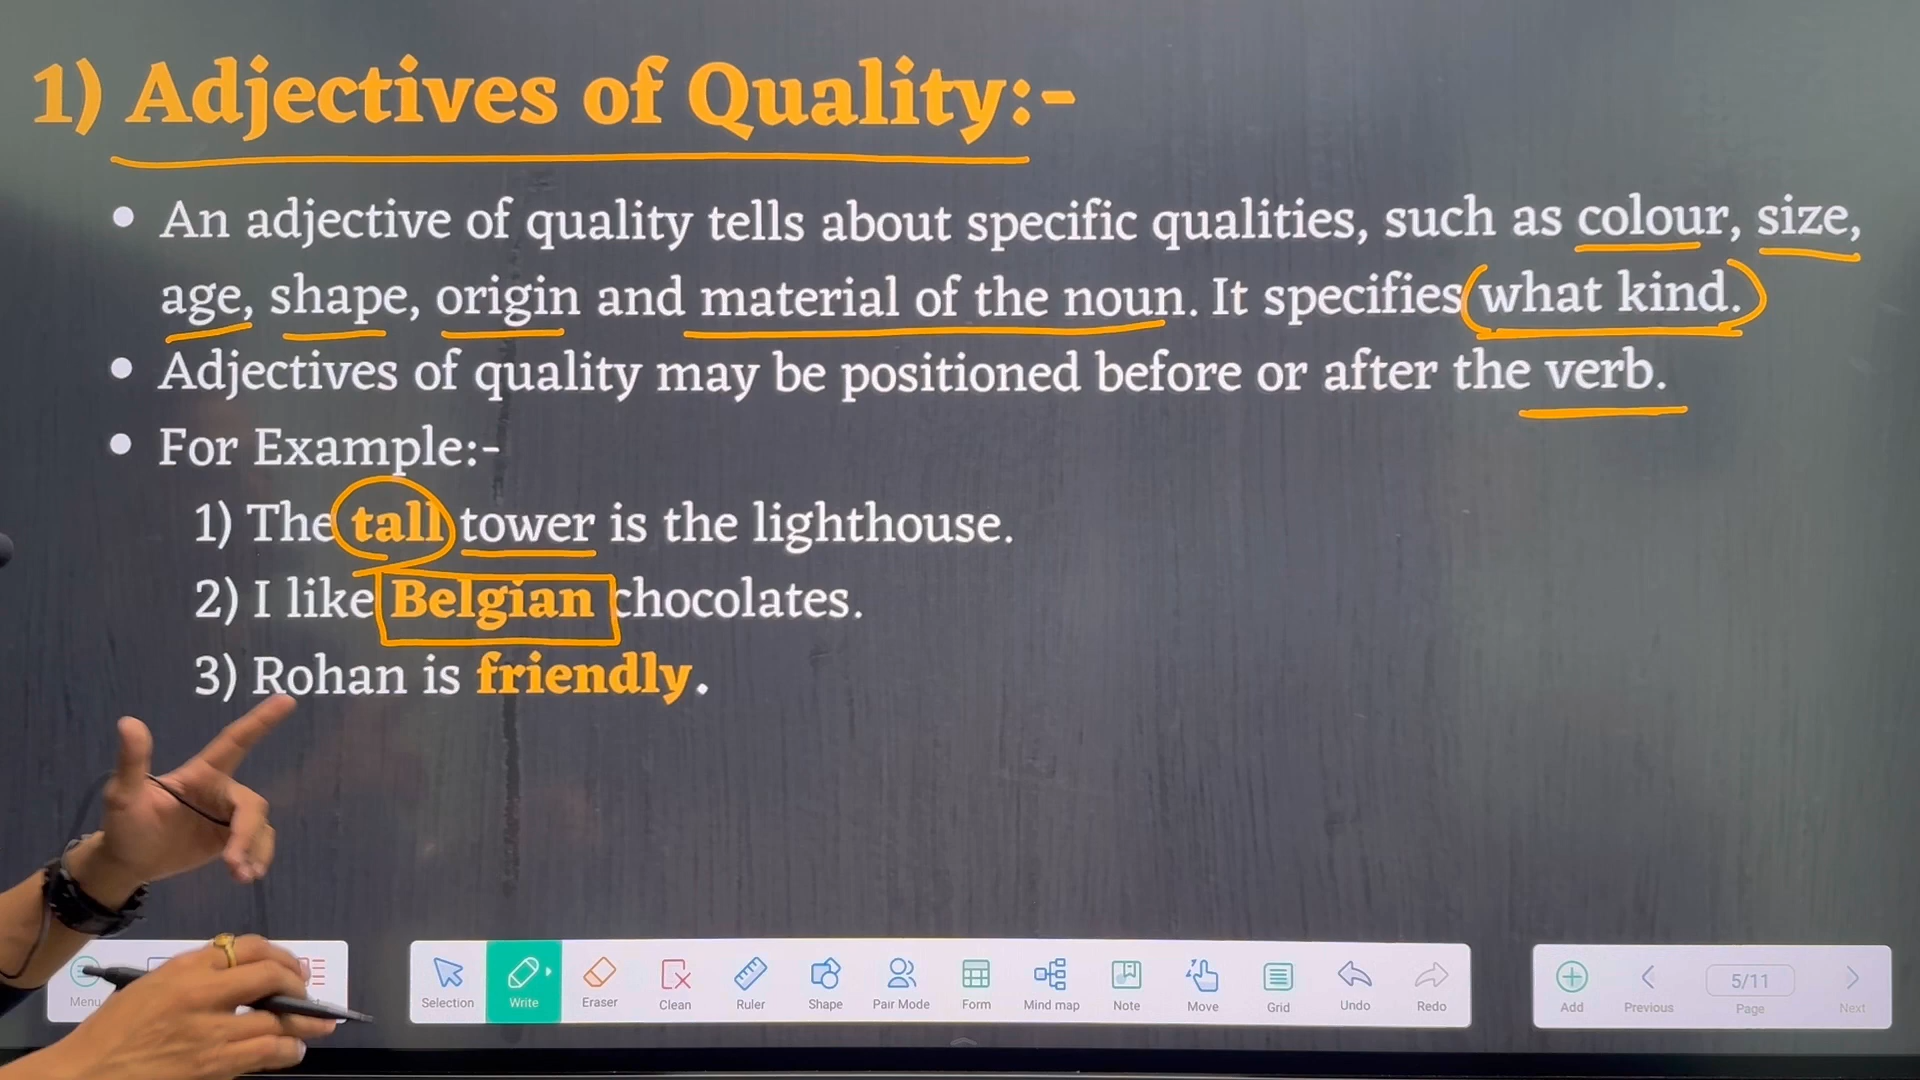 1) Adjectives of Quality:-
• An adjective of quality tells about specific qualities, such as colour, size,
age, shape, origin and material of the noun. It specifies what kind.
• Adjectives of quality may be positioned before or after the verb.
• For Example:-
1) The tall tower is the lighthouse.
2) I like Belgian chocolates.
3) Rohan is friendly.
Menu
Selection Write Eraser Clean Ruler Shape Pair Mode Form Mind map Note Move Grid Undo Redo
Add Previous 5/11 Page Next